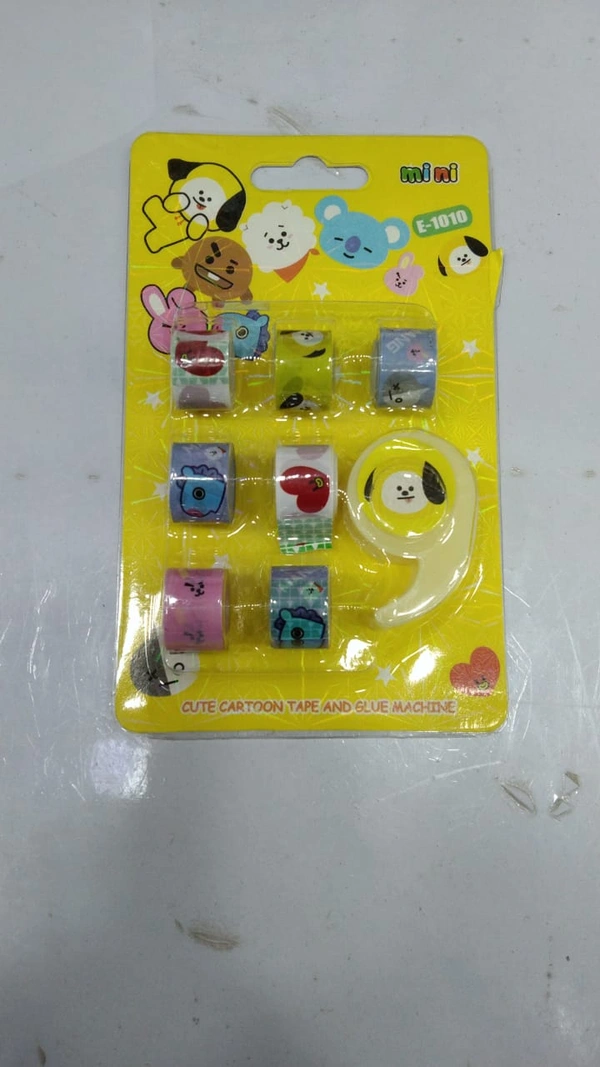 mini
E-1010
CUTE CARTOON TAPE AND GLUE MACHINE